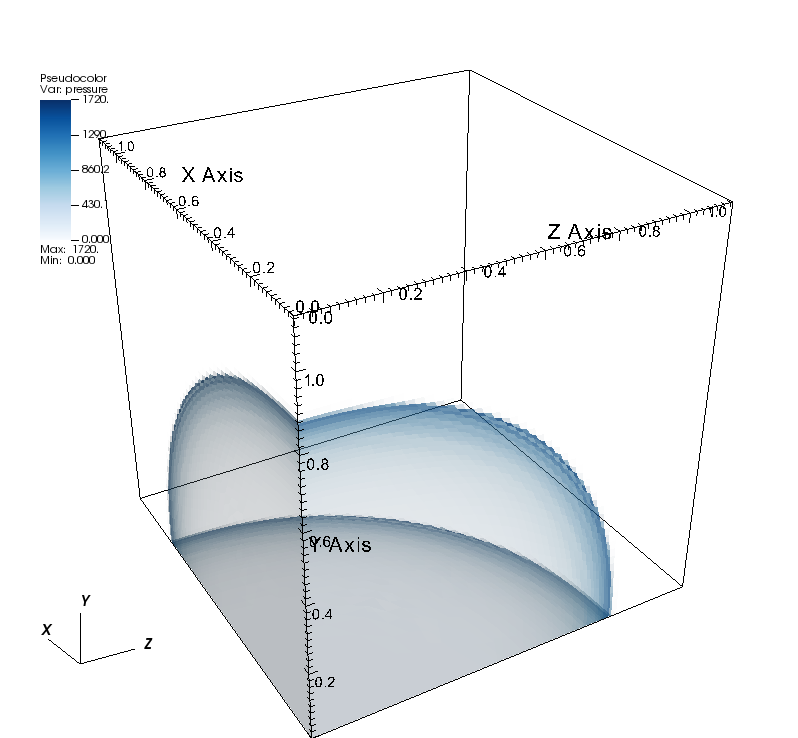 Pseudocolor
Var: pressure
1720.
1290.
860.2
430.
0.000
Max: 1720.
Min: 0.000
1.0
0.8
X Axis
0.6
0.4
0.2
0.0
0.0
0.2
0.4
Z Axis
0.6
0.8
1.0
1.0
0.8
0.6
Y Axis
0.4
0.2
Y
X
Z